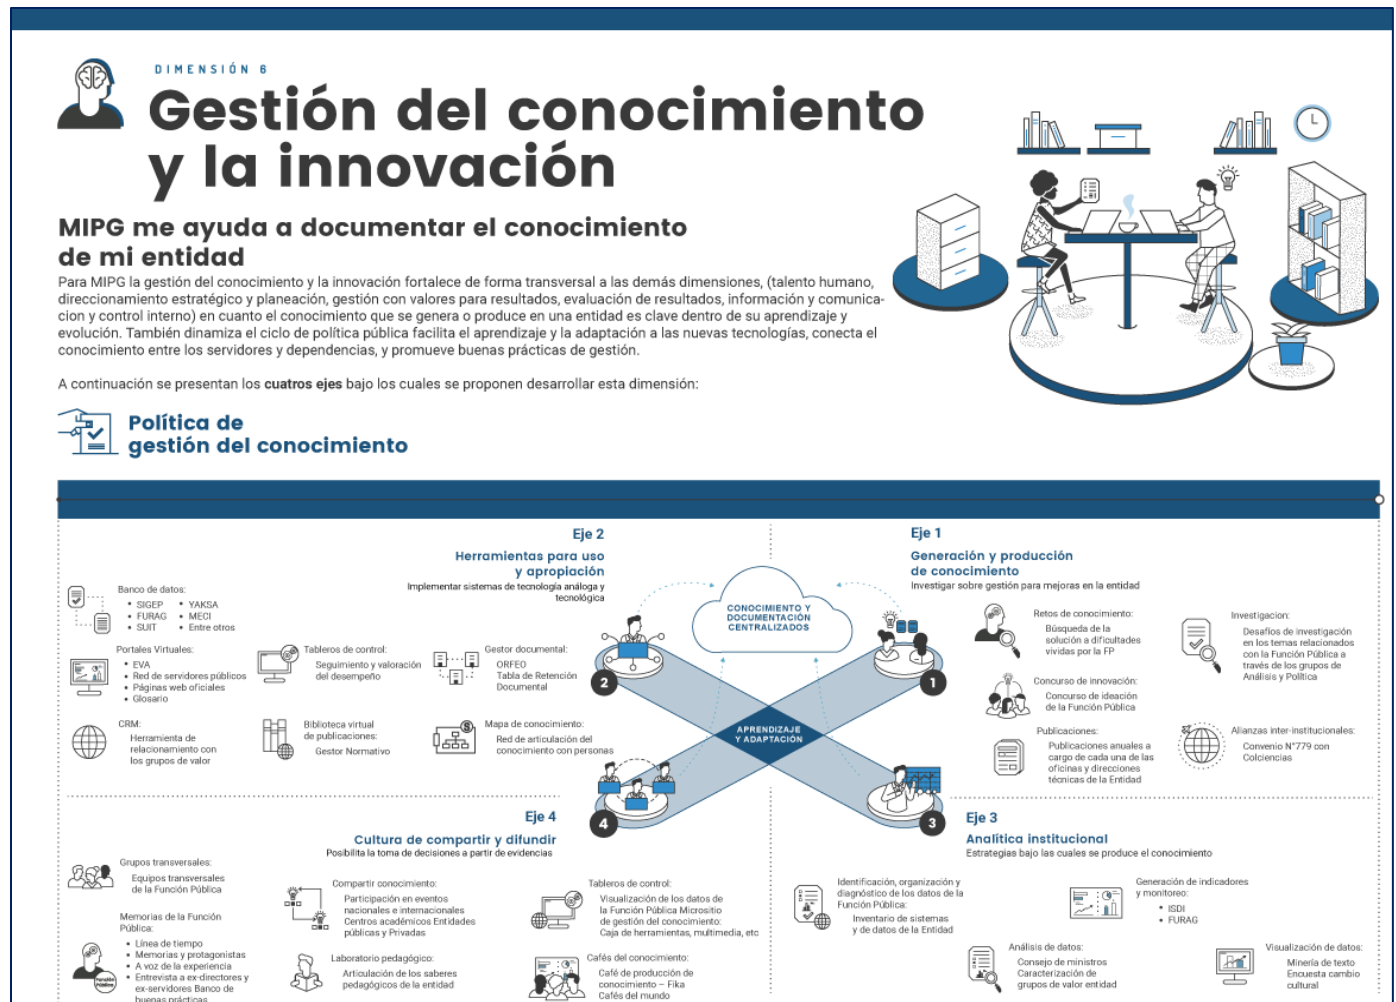 DIMENSIÓN 6
Gestión del conocimiento
y la innovación
MIPG me ayuda a documentar el conocimiento
de mi entidad
Para MIPG la gestión del conocimiento y la innovación fortalece de forma transversal a las demás dimensiones, (talento humano,
direccionamiento estratégico y planeación, gestión con valores para resultados, evaluación de resultados, información y comunica-
cion y control interno) en cuanto el conocimiento que se genera o produce en una entidad es clave dentro de su aprendizaje y
evolución. También dinamiza el ciclo de política pública facilita el aprendizaje y la adaptación a las nuevas tecnologías, conecta el
conocimiento entre los servidores y dependencias, y promueve buenas prácticas de gestión.
A continuación se presentan los cuatros ejes bajo los cuales se proponen desarrollar esta dimensión:
Política de
gestión del conocimiento
Eje 2
Herramientas para uso
y apropiación
Implementar sistemas de tecnología análoga y
tecnológica
Banco de datos:
• SIGEP
• FURAG
• SUIT
• YAKSA
• MECI
• Entre otros
Portales Virtuales:
• EVA
• Red de servidores públicos
• Páginas web oficiales
• Glosario
Tableros de control:
Seguimiento y valoración
del desempeño
Gestor documental:
ORFEO
Tabla de Retención
Documental
CRM:
Herramienta de
relacionamiento con
los grupos de valor
Biblioteca virtual
de publicaciones:
Gestor Normativo
Mapa de conocimiento:
Red de articulación del
conocimiento con personas
CONOCIMIENTO Y
DOCUMENTACIÓN
CENTRALIZADOS
2
1
APRENDIZAJE
Y ADAPTACIÓN
4
3
Eje 1
Generación y producción
de conocimiento
Investigar sobre gestión para mejoras en la entidad
Retos de conocimiento:
Búsqueda de la
solución a dificultades
vividas por la FP
Concurso de innovación:
Concurso de ideación
de la Función Pública
Publicaciones:
Publicaciones anuales a
cargo de cada una de las
oficinas y direcciones
técnicas de la Entidad
Investigacion:
Desafíos de investigación
en los temas relacionados
con la Función Pública a
través de los grupos de
Análisis y Política
Alianzas inter-institucionales:
Convenio N°779 con
Colciencias
Eje 4
Cultura de compartir y difundir
Posibilita la toma de decisiones a partir de evidencias
Grupos transversales:
Equipos transversales
de la Función Pública
Memorias de la Función
Pública:
• Línea de tiempo
• Memorias y protagonistas
• A voz de la experiencia
• Entrevista a ex-directores y
ex-servidores Banco de
buenas prácticas
Función
Pública
Compartir conocimiento:
Participación en eventos
nacionales e internacionales
Centros académicos Entidades
públicas y Privadas
Laboratorio pedagógico:
Articulación de los saberes
pedagógicos de la entidad
Tableros de control:
Visualización de los datos de
la Función Pública Micrositio
de gestión del conocimiento:
Caja de herramientas, multimedia, etc
Cafés del conocimiento:
Café de producción de
conocimiento – Fika
Cafés del mundo
Eje 3
Analítica institucional
Estrategias bajo las cuales se produce el conocimiento
Identificación, organización y
diagnóstico de los datos de la
Función Pública:
Inventario de sistemas
y de datos de la Entidad
Generación de indicadores
y monitoreo:
• ISDI
• FURAG
Análisis de datos:
Consejo de ministros
Caracterización de
grupos de valor entidad
Visualización de datos:
Minería de texto
Encuesta cambio
cultural